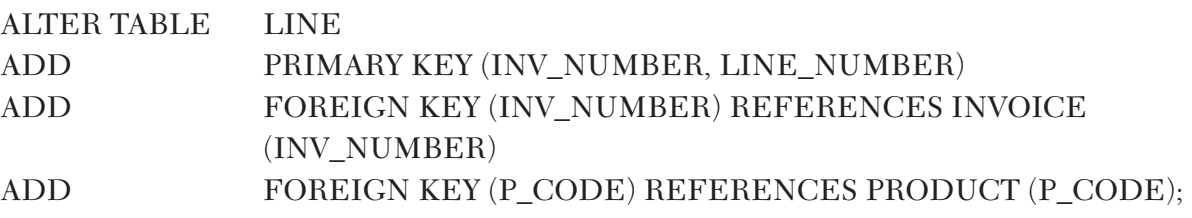 ALTER TABLE LINE
ADD PRIMARY KEY (INV_NUMBER, LINE_NUMBER)
ADD FOREIGN KEY (INV_NUMBER) REFERENCES INVOICE
(INV_NUMBER)
ADD FOREIGN KEY (P_CODE) REFERENCES PRODUCT (P_CODE);